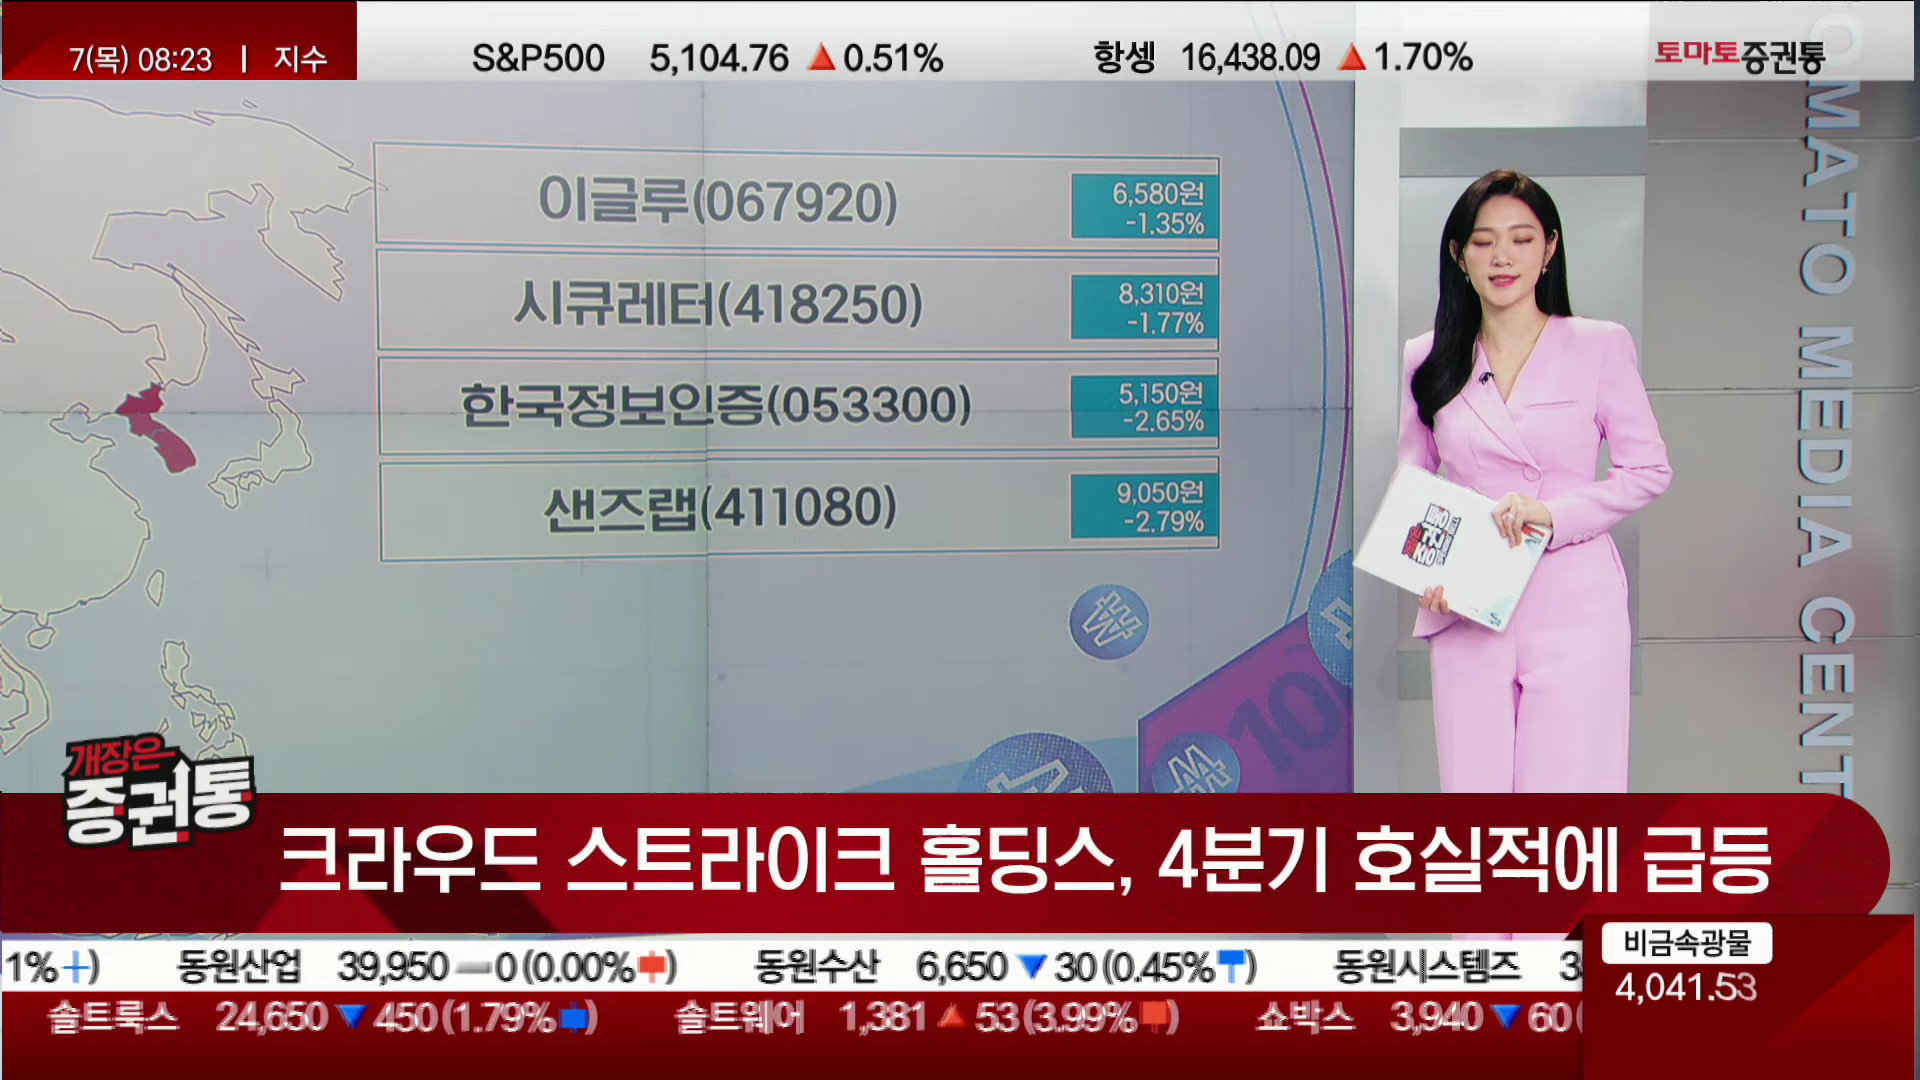 7(목) 08:23 | 지수
S&P500 5,104.76 ▲ 0.51%
항셍 16,438.09 ▲ 1.70%
토마토증권통
이글루(067920)
6,580원
-1.35%
시큐레터(418250)
8,310원
-1.77%
한국정보인증(053300)
5,150원
-2.65%
샌즈랩(411080)
9,050원
-2.79%
OMATO MEDIA CENT
100
개장은
증권통
크라우드 스트라이크 홀딩스, 4분기 호실적에 급등
1% ) 동원산업 39,950 0(0.00% ) 동원수산 6,650 ▼ 30(0.45% ) 동원시스템즈
솔트룩스 24,650 ▼ 450(1.79% ) 솔트웨어 1,381 ▲ 53(3.99% ) 쇼박스 3,940 ▼ 60(
비금속광물
4,041.53